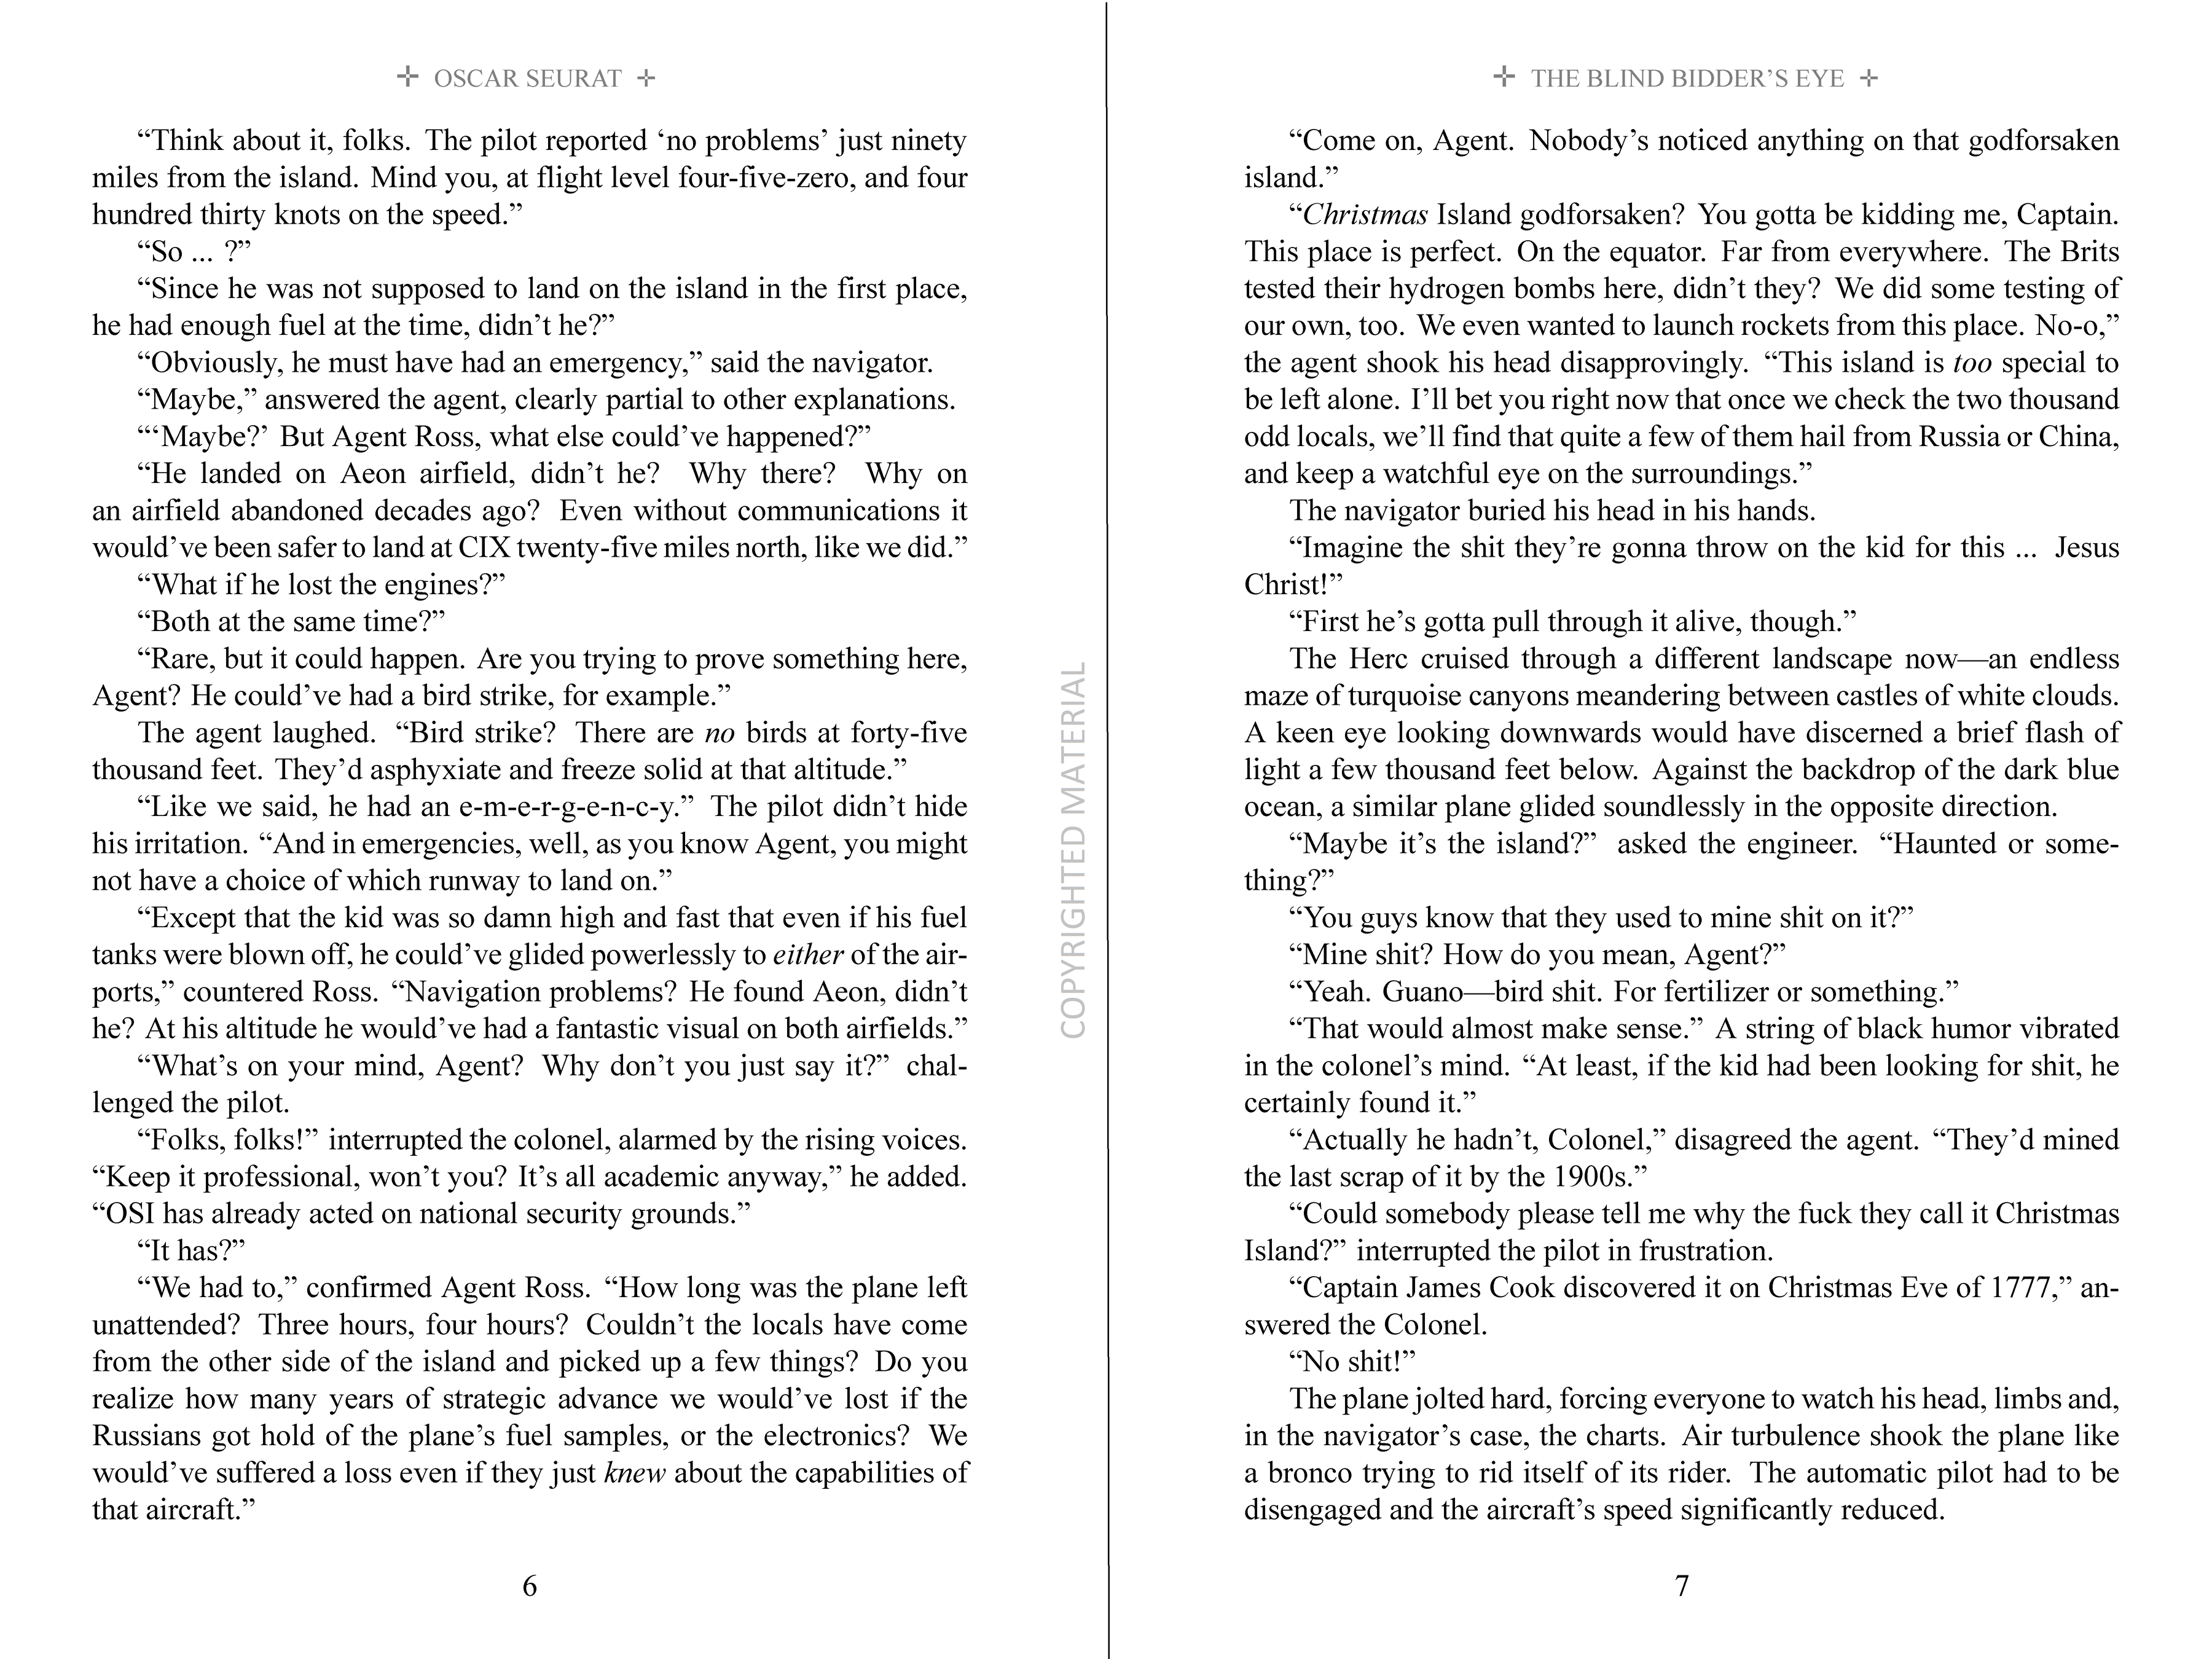 ✛ OSCAR SEURAT ✛
“Think about it, folks. The pilot reported ‘no problems’ just ninety
miles from the island. Mind you, at flight level four-five-zero, and four
hundred thirty knots on the speed.”
“So ... ?”
“Since he was not supposed to land on the island in the first place,
he had enough fuel at the time, didn’t he?”
“Obviously, he must have had an emergency,” said the navigator.
“Maybe,” answered the agent, clearly partial to other explanations.
“‘Maybe?’ But Agent Ross, what else could’ve happened?”
“He landed on Aeon airfield, didn’t he? Why there? Why on
an airfield abandoned decades ago? Even without communications it
would’ve been safer to land at CIX twenty-five miles north, like we did.”
“What if he lost the engines?”
“Both at the same time?”
“Rare, but it could happen. Are you trying to prove something here,
Agent? He could’ve had a bird strike, for example.”
The agent laughed. “Bird strike? There are no birds at forty-five
thousand feet. They’d asphyxiate and freeze solid at that altitude.”
“Like we said, he had an e-m-e-r-g-e-n-c-y.” The pilot didn’t hide
his irritation. “And in emergencies, well, as you know Agent, you might
not have a choice of which runway to land on.”
“Except that the kid was so damn high and fast that even if his fuel
tanks were blown off, he could’ve glided powerlessly to either of the air-
ports,” countered Ross. “Navigation problems? He found Aeon, didn’t
he? At his altitude he would’ve had a fantastic visual on both airfields.”
“What’s on your mind, Agent? Why don’t you just say it?” chal-
lenged the pilot.
“Folks, folks!” interrupted the colonel, alarmed by the rising voices.
“Keep it professional, won’t you? It’s all academic anyway,” he added.
“OSI has already acted on national security grounds.”
“It has?”
“We had to,” confirmed Agent Ross. “How long was the plane left
unattended? Three hours, four hours? Couldn’t the locals have come
from the other side of the island and picked up a few things? Do you
realize how many years of strategic advance we would’ve lost if the
Russians got hold of the plane’s fuel samples, or the electronics? We
would’ve suffered a loss even if they just knew about the capabilities of
that aircraft.”
6
COPYRIGHTED MATERIAL
✛ THE BLIND BIDDER’S EYE ✛
“Come on, Agent. Nobody’s noticed anything on that godforsaken
island.”
“Christmas Island godforsaken? You gotta be kidding me, Captain.
This place is perfect. On the equator. Far from everywhere. The Brits
tested their hydrogen bombs here, didn’t they? We did some testing of
our own, too. We even wanted to launch rockets from this place. No-o,”
the agent shook his head disapprovingly. “This island is too special to
be left alone. I’ll bet you right now that once we check the two thousand
odd locals, we’ll find that quite a few of them hail from Russia or China,
and keep a watchful eye on the surroundings.”
The navigator buried his head in his hands.
“Imagine the shit they’re gonna throw on the kid for this ... Jesus
Christ!”
“First he’s gotta pull through it alive, though.”
The Herc cruised through a different landscape now—an endless
maze of turquoise canyons meandering between castles of white clouds.
A keen eye looking downwards would have discerned a brief flash of
light a few thousand feet below. Against the backdrop of the dark blue
ocean, a similar plane glided soundlessly in the opposite direction.
“Maybe it’s the island?” asked the engineer. “Haunted or some-
thing?”
“You guys know that they used to mine shit on it?”
“Mine shit? How do you mean, Agent?”
“Yeah. Guano—bird shit. For fertilizer or something.”
“That would almost make sense.” A string of black humor vibrated
in the colonel’s mind. “At least, if the kid had been looking for shit, he
certainly found it.”
“Actually he hadn’t, Colonel,” disagreed the agent. “They’d mined
the last scrap of it by the 1900s.”
“Could somebody please tell me why the fuck they call it Christmas
Island?” interrupted the pilot in frustration.
“Captain James Cook discovered it on Christmas Eve of 1777,” an-
swered the Colonel.
“No shit!”
The plane jolted hard, forcing everyone to watch his head, limbs and,
in the navigator’s case, the charts. Air turbulence shook the plane like
a bronco trying to rid itself of its rider. The automatic pilot had to be
disengaged and the aircraft’s speed significantly reduced.
7